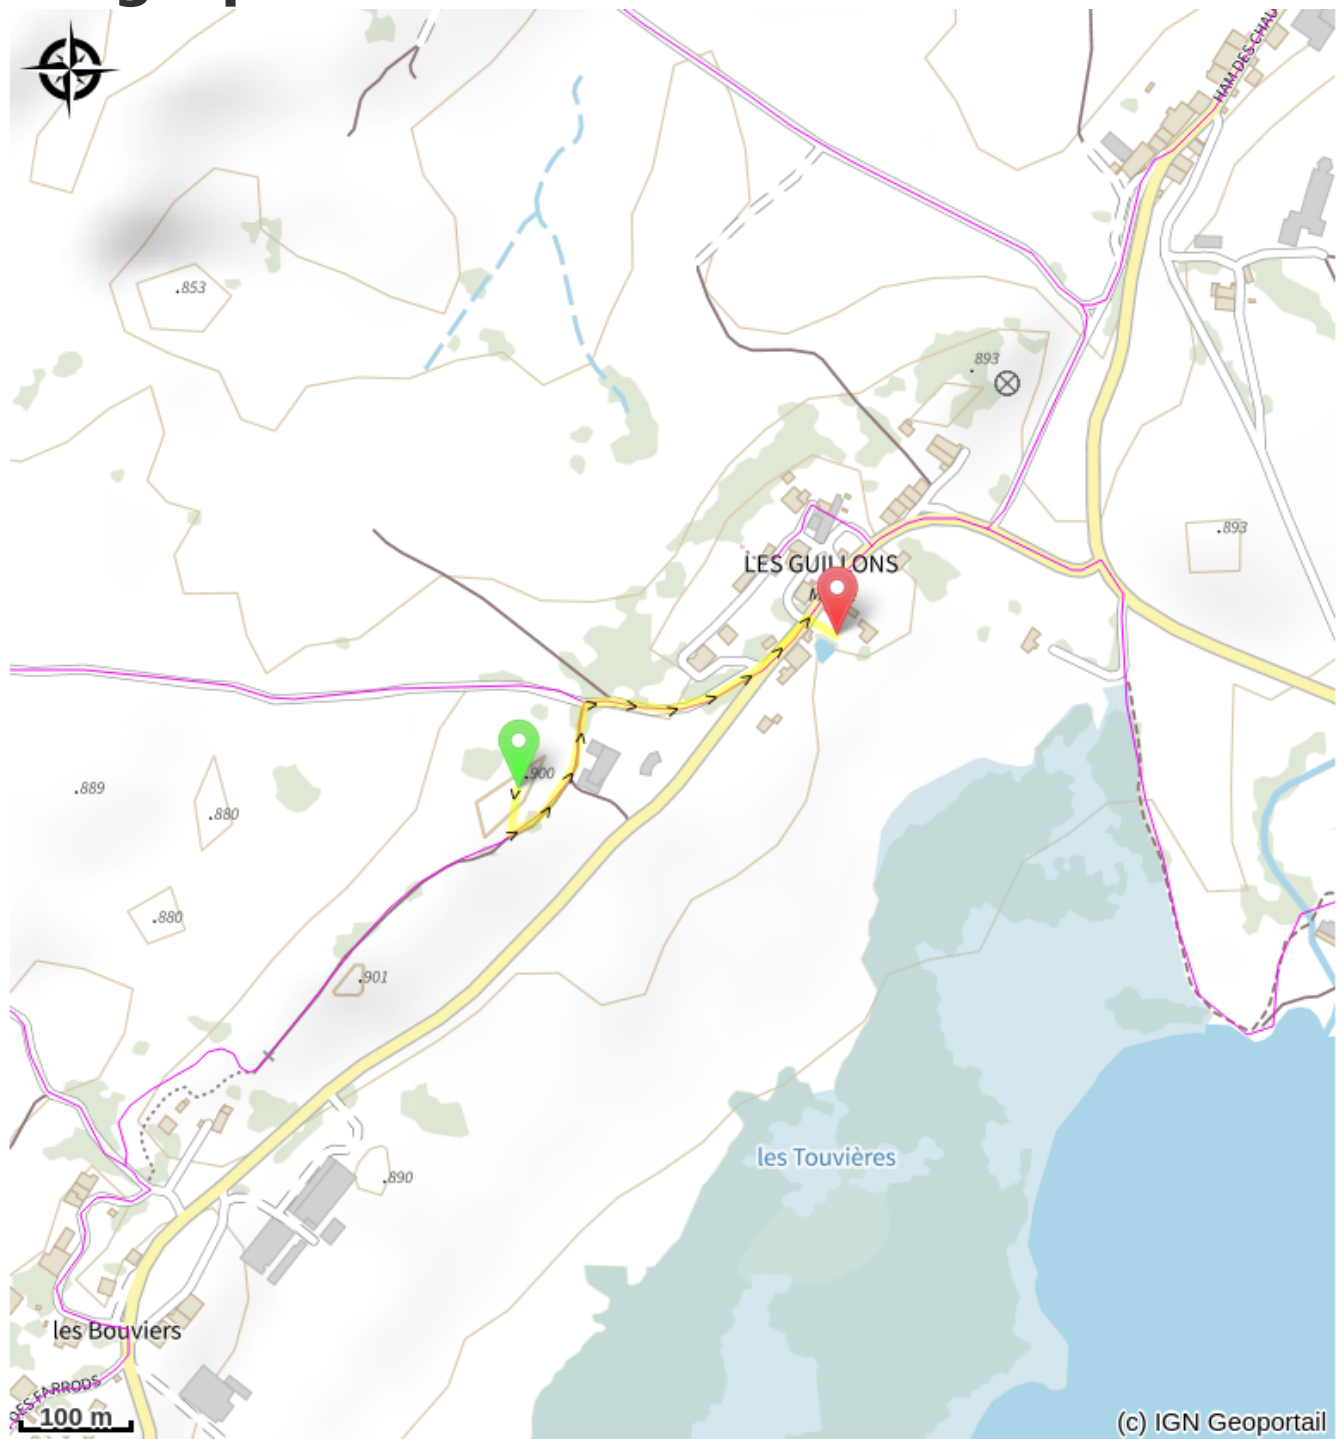 HAM DES CHAU
.853
893
.893
LES GUILLONS
.900
.889
.880
.880
.901
les Touvières
.890
les Bouviers
DES FARRODS
100 m
(c) IGN Geoportail